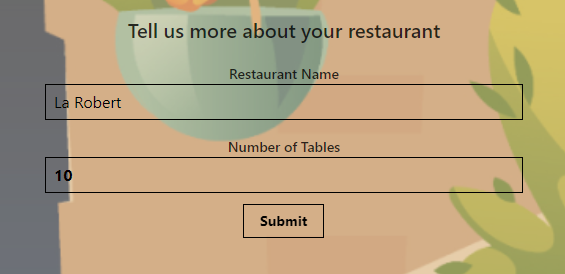 Tell us more about your restaurant
Restaurant Name
La Robert
Number of Tables
10
Submit